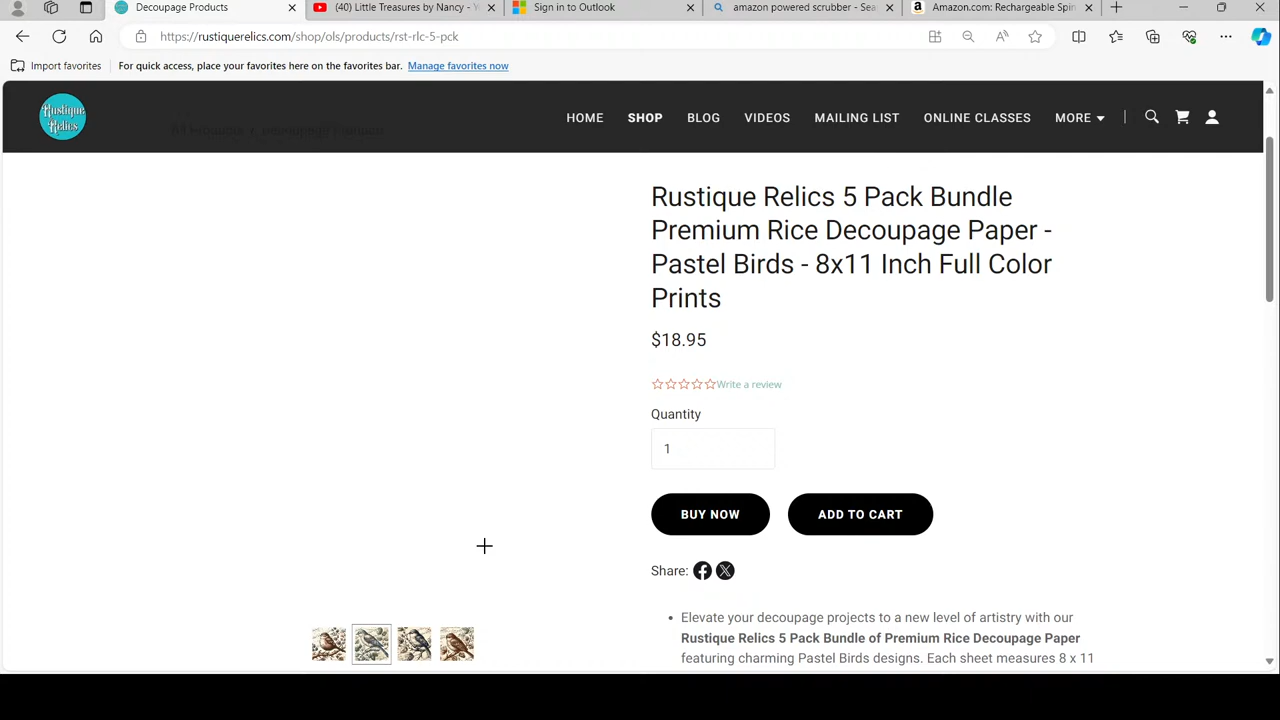 Decoupage Products
(40) Little Treasures by Nancy - Y
Sign in to Outlook
amazon powered scrubber - Sea
Amazon.com: Rechargeable Spin
https://rustiquerelics.com/shop/ols/products/rst-rlc-5-pck
Import favorites
For quick access, place your favorites here on the favorites bar. Manage favorites now
Rustique Relics
HOME SHOP BLOG VIDEOS MAILING LIST ONLINE CLASSES MORE
Rustique Relics 5 Pack Bundle
Premium Rice Decoupage Paper -
Pastel Birds - 8x11 Inch Full Color
Prints
$18.95
Write a review
Quantity
1
BUY NOW ADD TO CART
Share:
• Elevate your decoupage projects to a new level of artistry with our
Rustique Relics 5 Pack Bundle of Premium Rice Decoupage Paper
featuring charming Pastel Birds designs. Each sheet measures 8 x 11